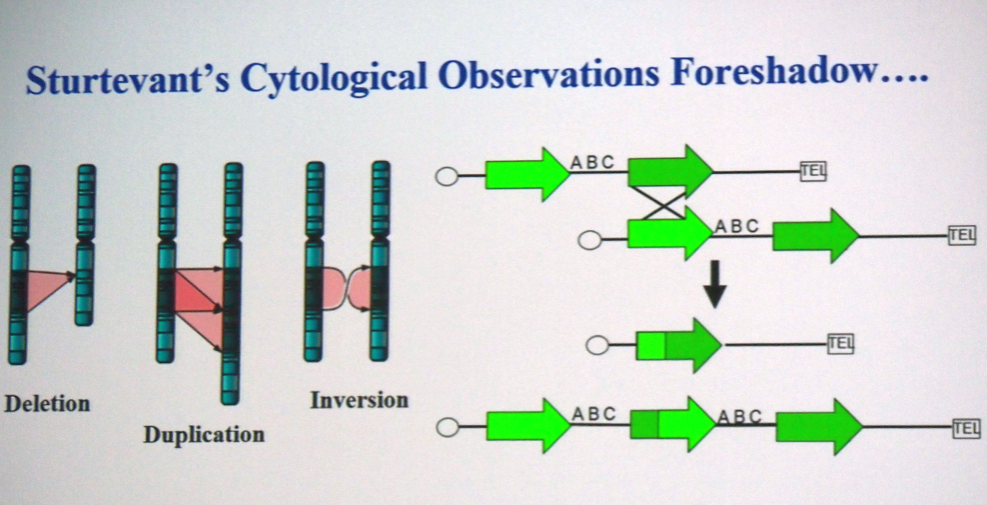 Sturtevant's Cytological Observations Foreshadow....
Deletion
Duplication
Inversion
ABC
TEL
ABC
TEL
TEL
ABC
ABC
TEL